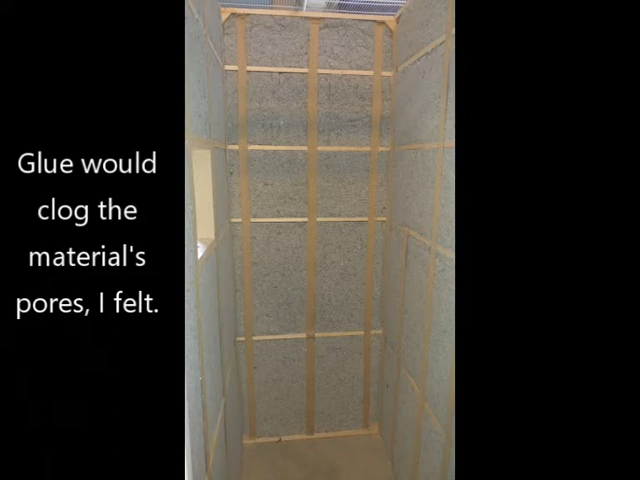 Glue would
clog the
material's
pores, I felt.